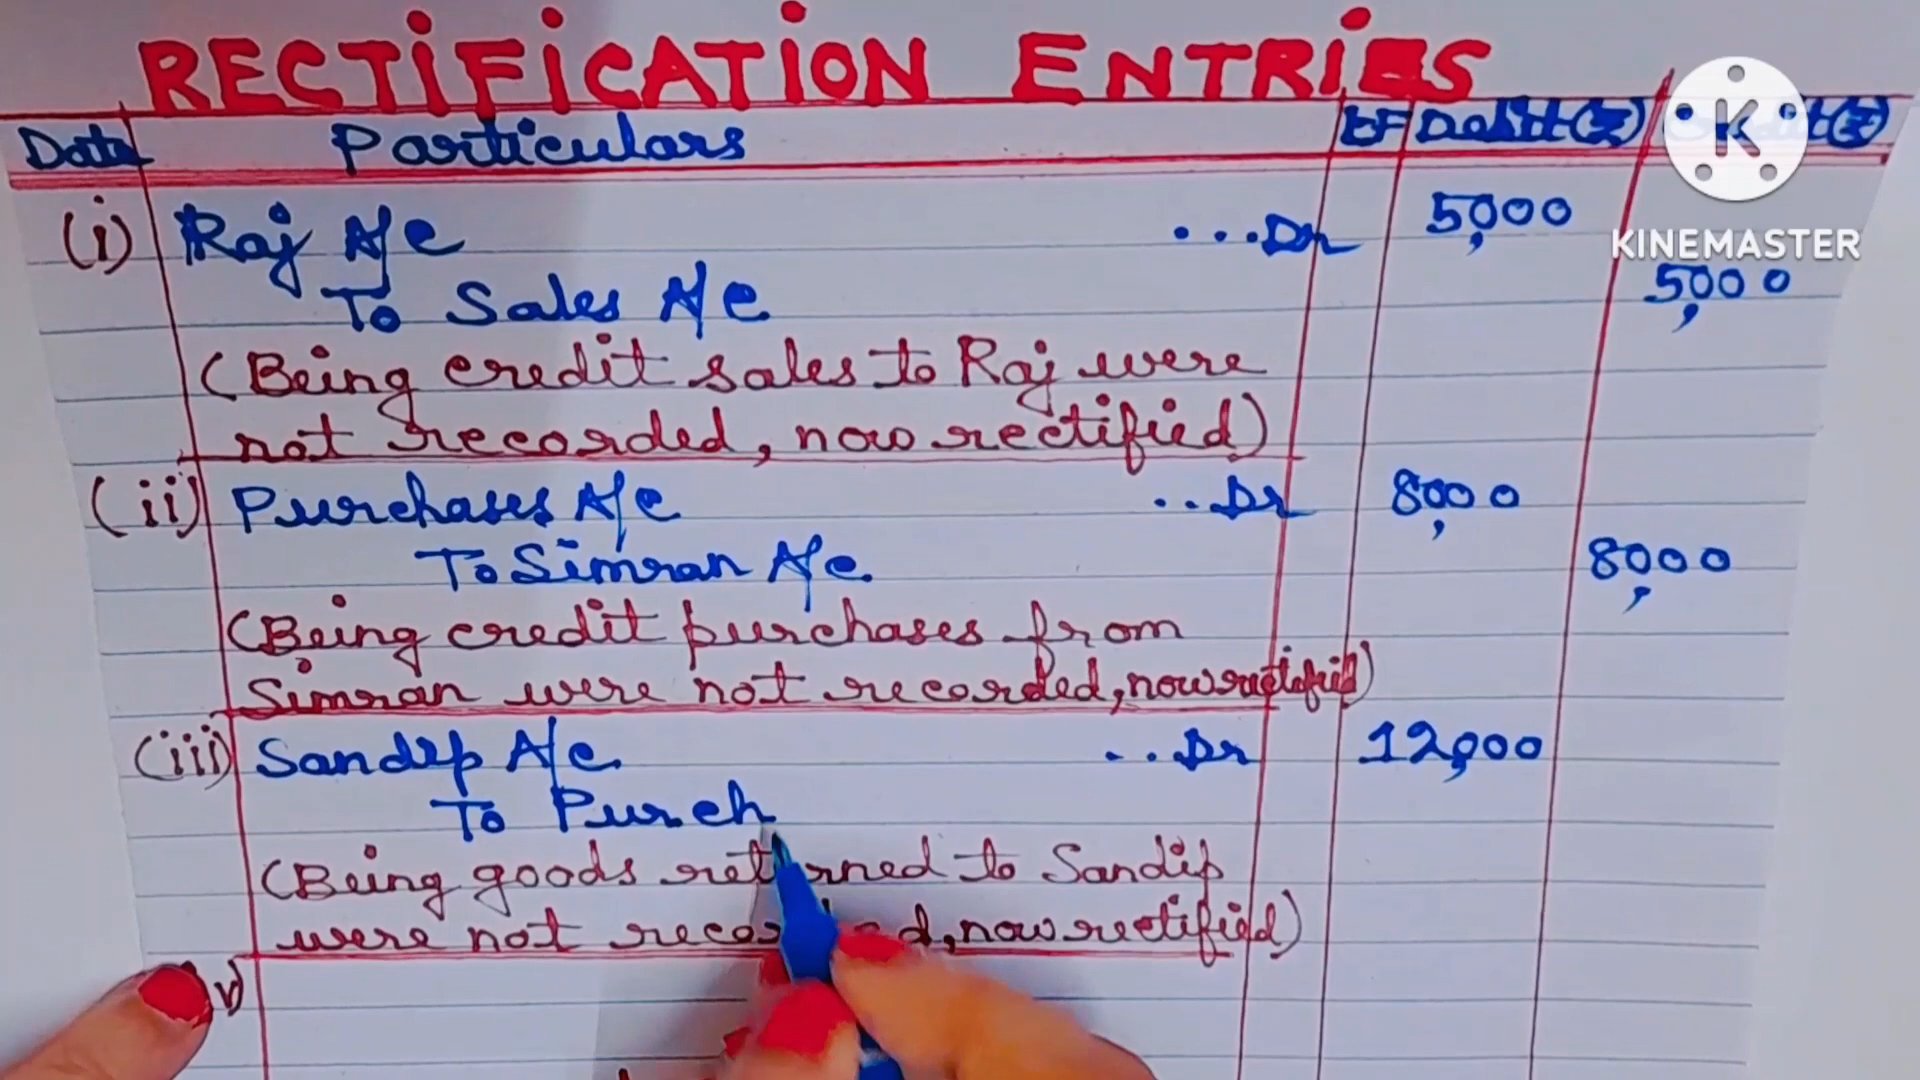 RECTIFICATION ENTRIES
Date Particulars LF Debit(₹)
(i) Raj A/c ...Dr 5,000
To Sales A/c 5,000
(Being credit sales to Raj were
not recorded, now rectified)
(ii) Purchases A/c ..Dr 8,000
To Simran A/c. 8,000
(Being credit purchases from
Simran were not recorded, now rectified)
(iii) Sandip A/c. ..Dr 12,000
To Purch
(Being goods returned to Sandip
were not recorded, now rectified)
K
KINEMASTER